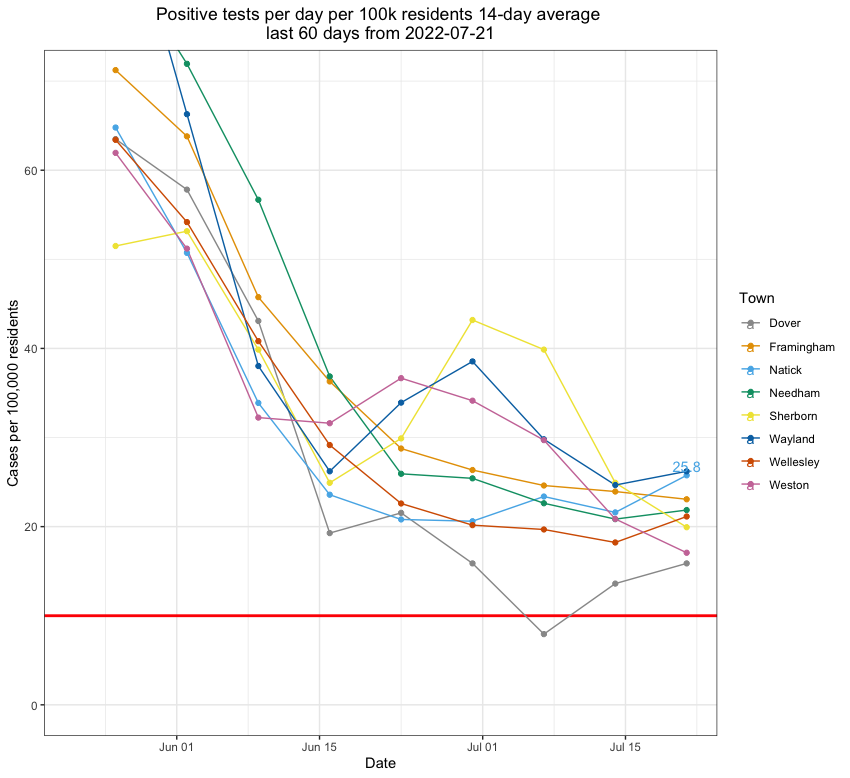 Positive tests per day per 100k residents 14-day average
last 60 days from 2022-07-21
Cases per 100,000 residents
60
40
20
0
25.8
Jun 01
Jun 15
Jul 01
Jul 15
Date
Town
a Dover
a Framingham
a Natick
a Needham
a Sherborn
a Wayland
a Wellesley
a Weston